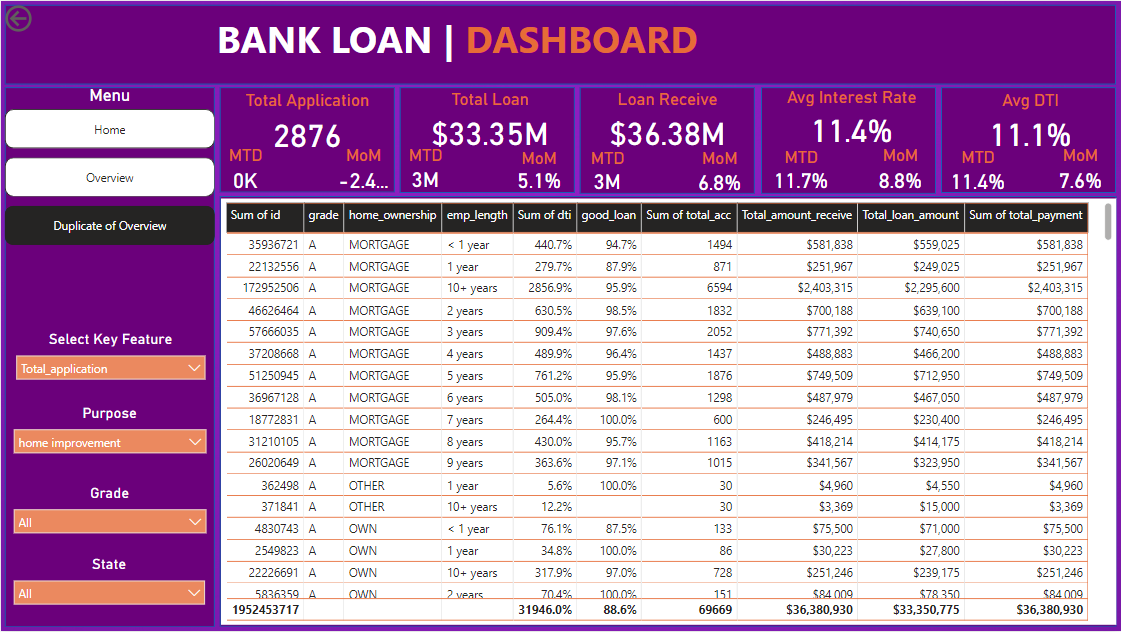 BANK LOAN | DASHBOARD
Menu
Home
Overview
Duplicate of Overview
Select Key Feature
Total_application
Purpose
home improvement
Grade
All
State
All
Total Application
2876
MTD MoM
0K -2.4...
Total Loan
$33.35M
MTD MoM
3M 5.1%
Loan Receive
$36.38M
MTD MoM
3M 6.8%
Avg Interest Rate
11.4%
MTD MoM
11.7% 8.8%
Avg DTI
11.1%
MTD MoM
11.4% 7.6%
Sum of id grade home_ownership emp_length Sum of dti good_loan Sum of total_acc Total_amount_receive Total_loan_amount Sum of total_payment
35936721 A MORTGAGE < 1 year 440.7% 94.7% 1494 $581,838 $559,025 $581,838
22132556 A MORTGAGE 1 year 279.7% 87.9% 871 $251,967 $249,025 $251,967
172952506 A MORTGAGE 10+ years 2856.9% 95.9% 6594 $2,403,315 $2,295,600 $2,403,315
46626464 A MORTGAGE 2 years 630.5% 98.5% 1832 $700,188 $639,100 $700,188
57666035 A MORTGAGE 3 years 909.4% 97.6% 2052 $771,392 $740,650 $771,392
37208668 A MORTGAGE 4 years 489.9% 96.4% 1437 $488,883 $466,200 $488,883
51250945 A MORTGAGE 5 years 761.2% 95.9% 1876 $749,509 $712,950 $749,509
36967128 A MORTGAGE 6 years 505.0% 98.1% 1298 $487,979 $467,050 $487,979
18772831 A MORTGAGE 7 years 264.4% 100.0% 600 $246,495 $230,400 $246,495
31210105 A MORTGAGE 8 years 430.0% 95.7% 1163 $418,214 $414,175 $418,214
26020649 A MORTGAGE 9 years 363.6% 97.1% 1015 $341,567 $323,950 $341,567
362498 A OTHER 1 year 5.6% 100.0% 30 $4,960 $4,550 $4,960
371841 A OTHER 10+ years 12.2% 30 $3,369 $15,000 $3,369
4830743 A OWN < 1 year 76.1% 87.5% 133 $75,500 $71,000 $75,500
2549823 A OWN 1 year 34.8% 100.0% 86 $30,223 $27,800 $30,223
22226691 A OWN 10+ years 317.9% 97.0% 728 $251,246 $239,175 $251,246
5836359 A OWN 2 years 70.4% 100.0% 151 $84,009 $78,350 $84,009
1952453717 31946.0% 88.6% 69669 $36,380,930 $33,350,775 $36,380,930